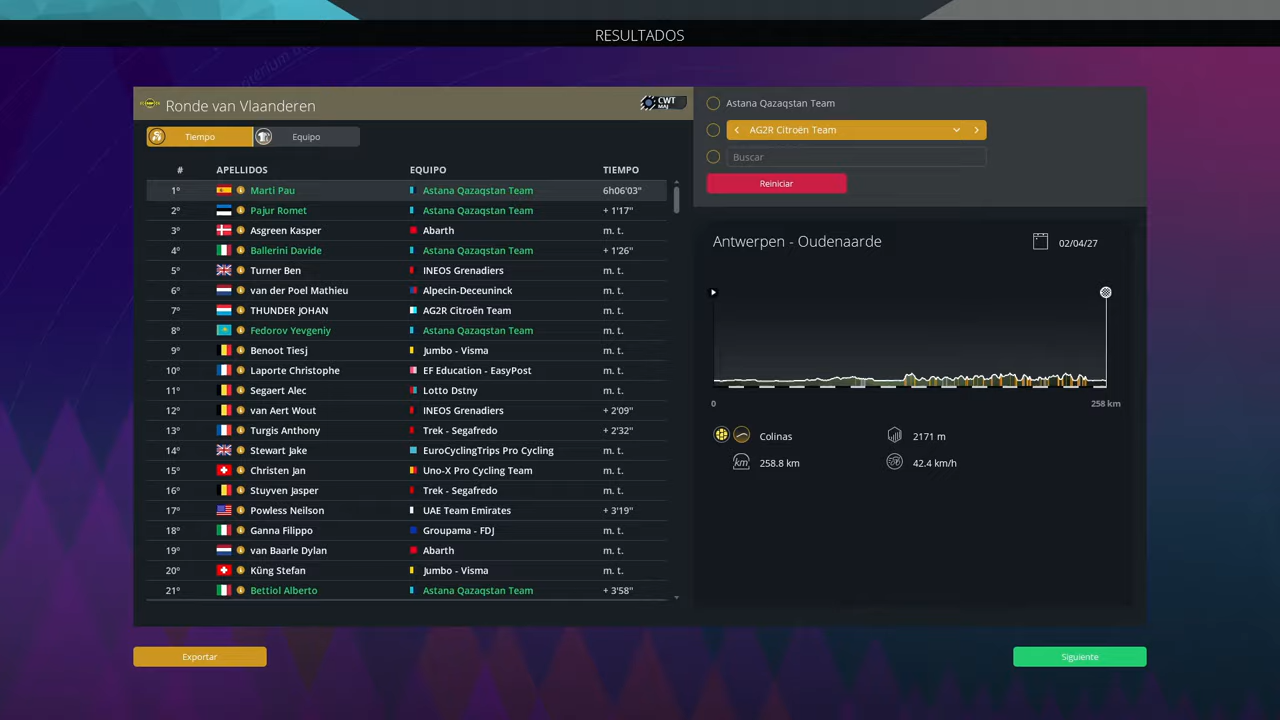 RESULTADOS
Ronde van Vlaanderen
CWT
MAJ
Tiempo Equipo
# APELLIDOS EQUIPO TIEMPO
1º Marti Pau Astana Qazaqstan Team 6h06'03''
2º Pajur Romet Astana Qazaqstan Team + 1'17''
3º Asgreen Kasper Abarth m. t.
4º Ballerini Davide Astana Qazaqstan Team + 1'26''
5º Turner Ben INEOS Grenadiers m. t.
6º van der Poel Mathieu Alpecin-Deceuninck m. t.
7º THUNDER JOHAN AG2R Citroën Team m. t.
8º Fedorov Yevgeniy Astana Qazaqstan Team m. t.
9º Benoot Tiesj Jumbo - Visma m. t.
10º Laporte Christophe EF Education - EasyPost m. t.
11º Segaert Alec Lotto Dstny m. t.
12º van Aert Wout INEOS Grenadiers + 2'09''
13º Turgis Anthony Trek - Segafredo + 2'32''
14º Stewart Jake EuroCyclingTrips Pro Cycling m. t.
15º Christen Jan Uno-X Pro Cycling Team m. t.
16º Stuyven Jasper Trek - Segafredo m. t.
17º Powless Neilson UAE Team Emirates + 3'19''
18º Ganna Filippo Groupama - FDJ m. t.
19º van Baarle Dylan Abarth m. t.
20º Küng Stefan Jumbo - Visma m. t.
21º Bettiol Alberto Astana Qazaqstan Team + 3'58''
Astana Qazaqstan Team
AG2R Citroën Team
Buscar
Reiniciar
Antwerpen - Oudenaarde 02/04/27
0 258 km
Colinas 2171 m
km 258.8 km 42.4 km/h
Exportar Siguiente